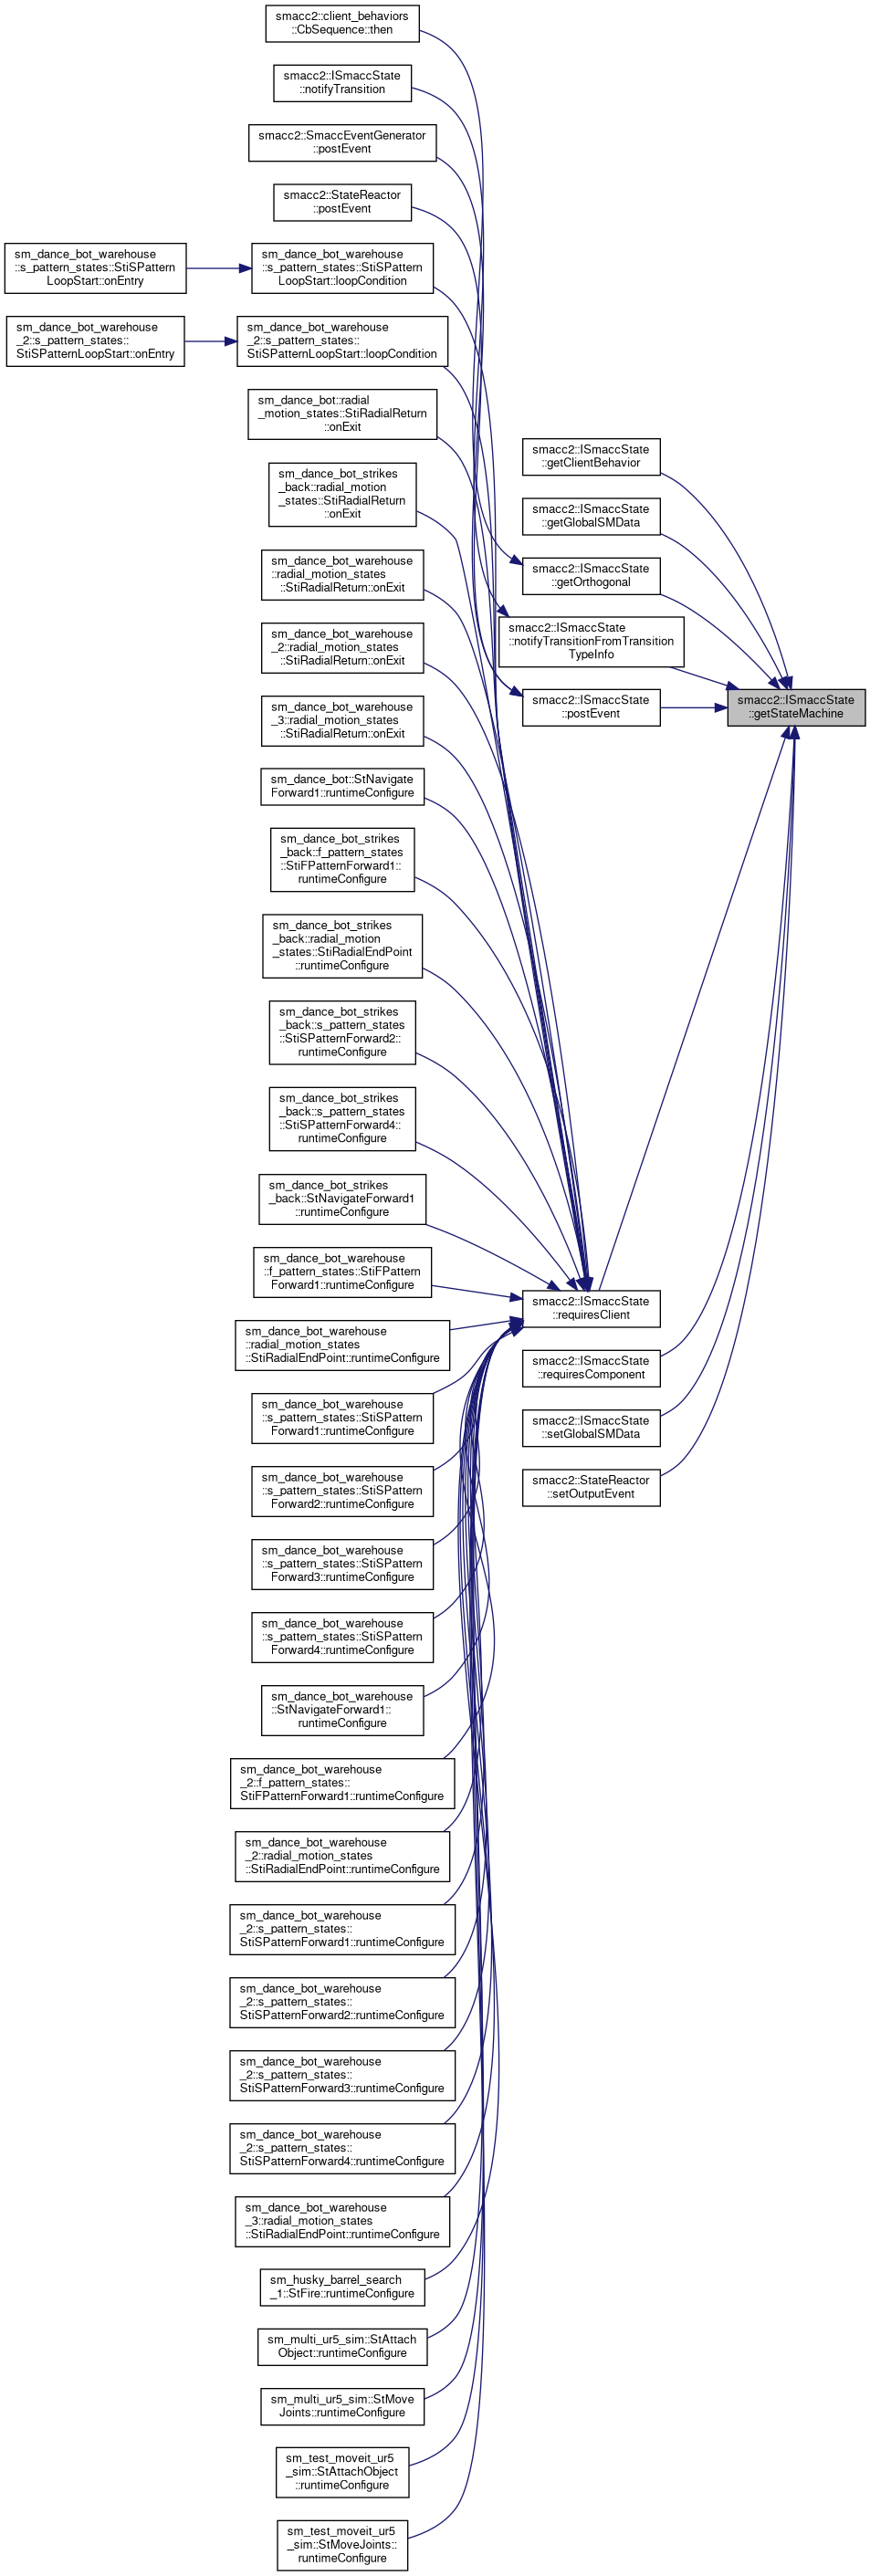 smacc2::client_behaviors
::CbSequence::then
smacc2::ISmaccState
::notifyTransition
smacc2::SmaccEventGenerator
::postEvent
smacc2::StateReactor
::postEvent
sm_dance_bot_warehouse
::s_pattern_states::StiSPattern
LoopStart::onEntry
sm_dance_bot_warehouse
::s_pattern_states::StiSPattern
LoopStart::loopCondition
sm_dance_bot_warehouse
_2::s_pattern_states::
StiSPatternLoopStart::onEntry
sm_dance_bot_warehouse
_2::s_pattern_states::
StiSPatternLoopStart::loopCondition
sm_dance_bot::radial
_motion_states::StiRadialReturn
::onExit
sm_dance_bot_strikes
_back::radial_motion
_states::StiRadialReturn
::onExit
sm_dance_bot_warehouse
::radial_motion_states
::StiRadialReturn::onExit
sm_dance_bot_warehouse
_2::radial_motion_states
::StiRadialReturn::onExit
sm_dance_bot_warehouse
_3::radial_motion_states
::StiRadialReturn::onExit
sm_dance_bot::StNavigate
Forward1::runtimeConfigure
sm_dance_bot_strikes
_back::f_pattern_states
::StiFPatternForward1::
runtimeConfigure
sm_dance_bot_strikes
_back::radial_motion
_states::StiRadialEndPoint
::runtimeConfigure
sm_dance_bot_strikes
_back::s_pattern_states
::StiSPatternForward2::
runtimeConfigure
sm_dance_bot_strikes
_back::s_pattern_states
::StiSPatternForward4::
runtimeConfigure
sm_dance_bot_strikes
_back::StNavigateForward1
::runtimeConfigure
sm_dance_bot_warehouse
::f_pattern_states::StiFPattern
Forward1::runtimeConfigure
sm_dance_bot_warehouse
::radial_motion_states
::StiRadialEndPoint::runtimeConfigure
sm_dance_bot_warehouse
::s_pattern_states::StiSPattern
Forward1::runtimeConfigure
sm_dance_bot_warehouse
::s_pattern_states::StiSPattern
Forward2::runtimeConfigure
sm_dance_bot_warehouse
::s_pattern_states::StiSPattern
Forward3::runtimeConfigure
sm_dance_bot_warehouse
::s_pattern_states::StiSPattern
Forward4::runtimeConfigure
sm_dance_bot_warehouse
::StNavigateForward1::
runtimeConfigure
sm_dance_bot_warehouse
_2::f_pattern_states::
StiFPatternForward1::runtimeConfigure
sm_dance_bot_warehouse
_2::radial_motion_states
::StiRadialEndPoint::runtimeConfigure
sm_dance_bot_warehouse
_2::s_pattern_states::
StiSPatternForward1::runtimeConfigure
sm_dance_bot_warehouse
_2::s_pattern_states::
StiSPatternForward2::runtimeConfigure
sm_dance_bot_warehouse
_2::s_pattern_states::
StiSPatternForward3::runtimeConfigure
sm_dance_bot_warehouse
_2::s_pattern_states::
StiSPatternForward4::runtimeConfigure
sm_dance_bot_warehouse
_3::radial_motion_states
::StiRadialEndPoint::runtimeConfigure
sm_husky_barrel_search
_1::StFire::runtimeConfigure
sm_multi_ur5_sim::StAttach
Object::runtimeConfigure
sm_multi_ur5_sim::StMove
Joints::runtimeConfigure
sm_test_moveit_ur5
_sim::StAttachObject
::runtimeConfigure
sm_test_moveit_ur5
_sim::StMoveJoints::
runtimeConfigure
smacc2::ISmaccState
::getClientBehavior
smacc2::ISmaccState
::getGlobalSMData
smacc2::ISmaccState
::getOrthogonal
smacc2::ISmaccState
::notifyTransitionFromTransition
TypeInfo
smacc2::ISmaccState
::postEvent
smacc2::ISmaccState
::requiresClient
smacc2::ISmaccState
::requiresComponent
smacc2::ISmaccState
::setGlobalSMData
smacc2::StateReactor
::setOutputEvent
smacc2::ISmaccState
::getStateMachine